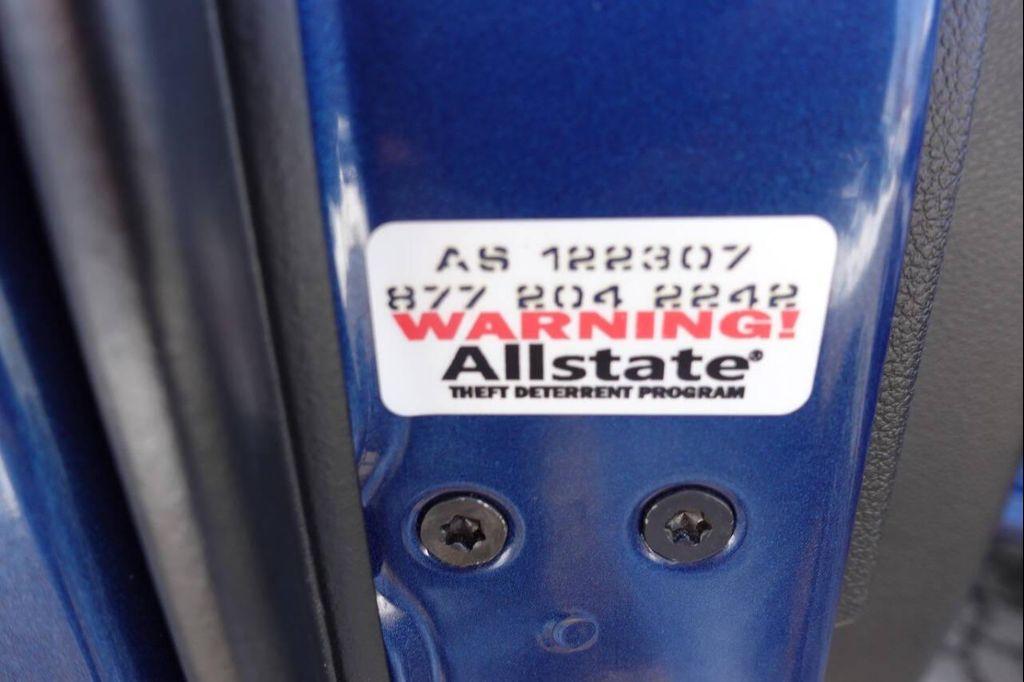 AS 122307
877 204 2242
WARNING!
Allstate®
THEFT DETERRENT PROGRAM